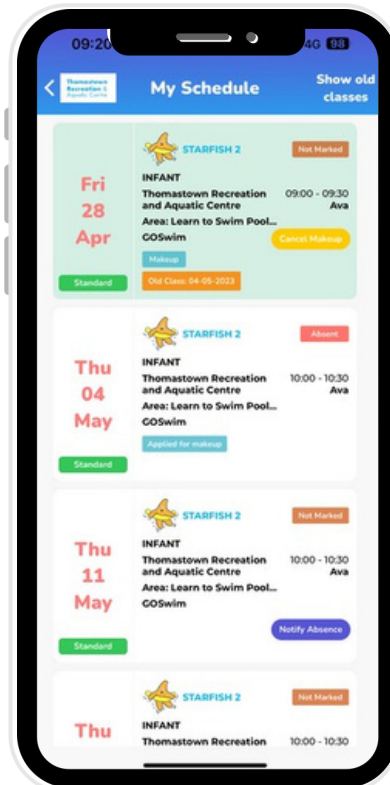 09:20
4G 98
Thomastown
Recreation &
Aquatic Centre
My Schedule
Show old
classes
Fri
28
Apr
Standard
STARFISH 2
Not Marked
INFANT
Thomastown Recreation
and Aquatic Centre
09:00 - 09:30
Ava
Area: Learn to Swim Pool...
GOSwim
Cancel Makeup
Makeup
Old Class: 04-05-2023
Thu
04
May
Standard
STARFISH 2
Absent
INFANT
Thomastown Recreation
and Aquatic Centre
10:00 - 10:30
Ava
Area: Learn to Swim Pool...
GOSwim
Applied for makeup
Thu
11
May
Standard
STARFISH 2
Not Marked
INFANT
Thomastown Recreation
and Aquatic Centre
10:00 - 10:30
Ava
Area: Learn to Swim Pool...
GOSwim
Notify Absence
Thu
STARFISH 2
Not Marked
INFANT
Thomastown Recreation
10:00 - 10:30